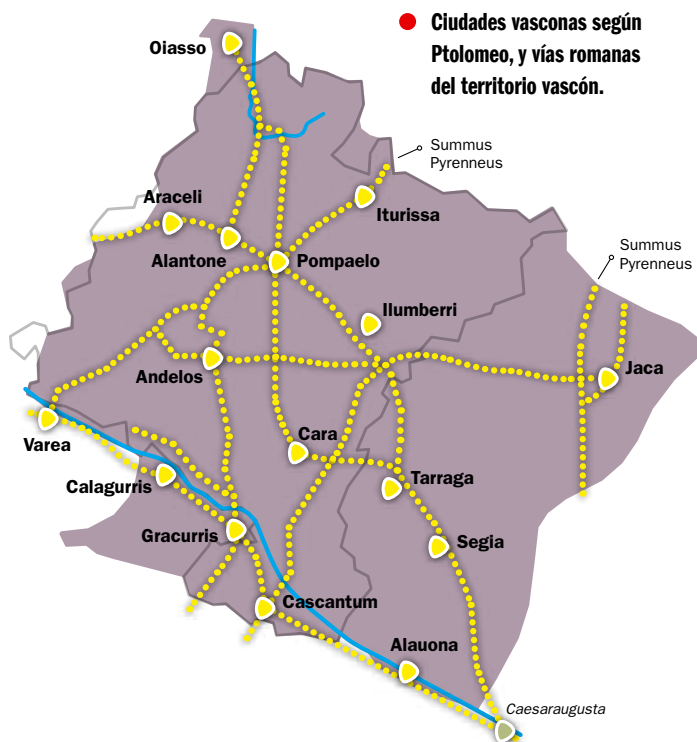 Ciudades vasconas según
Ptolomeo, y vías romanas
del territorio vascón.
Oiasso
Summus
Pyrenneus
Araceli
Iturissa
Alantone
Pompaelo
Summus
Pyrenneus
Ilumberri
Andelos
Jaca
Varea
Cara
Calagurris
Tarraga
Gracurris
Segia
Cascantum
Alauona
Caesaraugusta